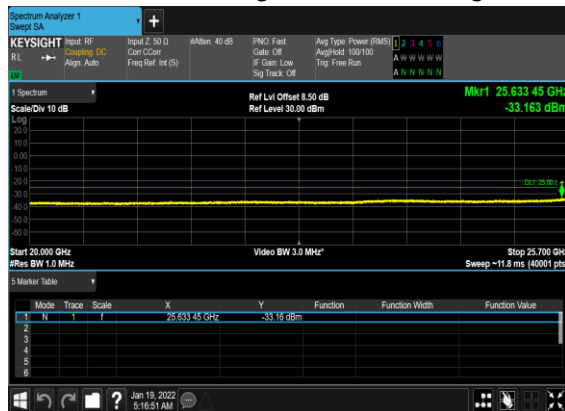 Spectrum Analyzer 1
Swept SA
+
KEYSIGHT Input: RF Input Z: 50 Ω #Atten: 40 dB PNO: Fast Avg Type: Power (RMS) 1 2 3 4 5 6
RL Coupling: DC Corr CCorr Gate: Off Avg|Hold: 100/100 A W W W W W
Align: Auto Freq Ref: Int (S) IF Gain: Low Trig: Free Run
LW Sig Track: Off A N N N N N
1 Spectrum Ref Lvl Offset 8.50 dB Mkr1 25.633 45 GHz
Scale/Div 10 dB Ref Level 30.00 dBm -33.163 dBm
Log
20.0
10.0
0.00
-10.0
-20.0 DL1 -25.00
-30.0
-40.0
-50.0
Start 20.000 GHz Video BW 3.0 MHz* Stop 25.700 GHz
#Res BW 1.0 MHz Sweep ~11.8 ms (40001 pts
5 Marker Table
Mode Trace Scale X Y Function Function Width Function Value
1 N 1 f 25.633 45 GHz -33.16 dBm
2
3
4
5
6
? Jan 19, 2022
5:16:51 AM